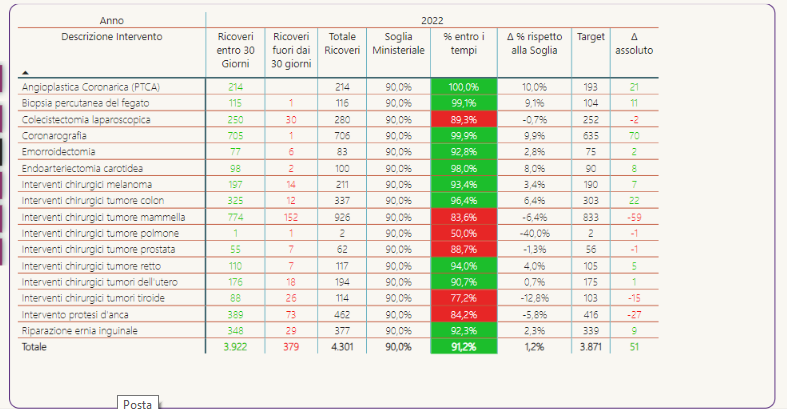 Anno 2022
Descrizione Intervento Ricoveri entro 30 Giorni Ricoveri fuori dai 30 giorni Totale Ricoveri Soglia Ministeriale % entro i tempi Δ % rispetto alla Soglia Target Δ assoluto
Angioplastica Coronarica (PTCA) 214 214 90,0% 100,0% 10,0% 193 21
Biopsia percutanea del fegato 115 1 116 90,0% 99,1% 9,1% 104 11
Colecistectomia laparoscopica 250 30 280 90,0% 89,3% -0,7% 252 -2
Coronarografia 705 1 706 90,0% 99,9% 9,9% 635 70
Emorroidectomia 77 6 83 90,0% 92,8% 2,8% 75 2
Endoarteriectomia carotidea 98 2 100 90,0% 98,0% 8,0% 90 8
Interventi chirurgici melanoma 197 14 211 90,0% 93,4% 3,4% 190 7
Interventi chirurgici tumore colon 325 12 337 90,0% 96,4% 6,4% 303 22
Interventi chirurgici tumore mammella 774 152 926 90,0% 83,6% -6,4% 833 -59
Interventi chirurgici tumore polmone 1 1 2 90,0% 50,0% -40,0% 2 -1
Interventi chirurgici tumore prostata 55 7 62 90,0% 88,7% -1,3% 56 -1
Interventi chirurgici tumore retto 110 7 117 90,0% 94,0% 4,0% 105 5
Interventi chirurgici tumori dell'utero 176 18 194 90,0% 90,7% 0,7% 175 1
Interventi chirurgici tumori tiroide 88 26 114 90,0% 77,2% -12,8% 103 -15
Intervento protesi d'anca 389 73 462 90,0% 84,2% -5,8% 416 -27
Riparazione ernia inguinale 348 29 377 90,0% 92,3% 2,3% 339 9
Totale 3.922 379 4.301 90,0% 91,2% 1,2% 3.871 51
Posta